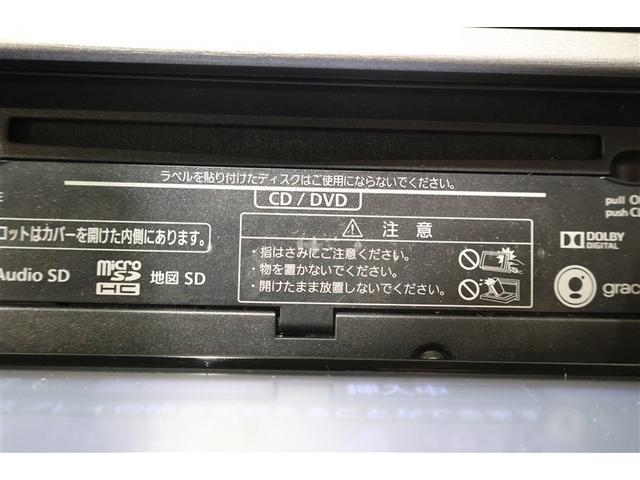 ラベルを貼り付けたディスクはご使用にならないでください。
CD / DVD
pull O
push C
注 意
ロットはカバーを開けた内側にあります。
・指はさみにご注意ください。
・物を置かないでください。
・開けたまま放置しないでください。
DOLBY
DIGITAL
Audio SD
micro
SD
HC
地図 SD
grac
挿入中